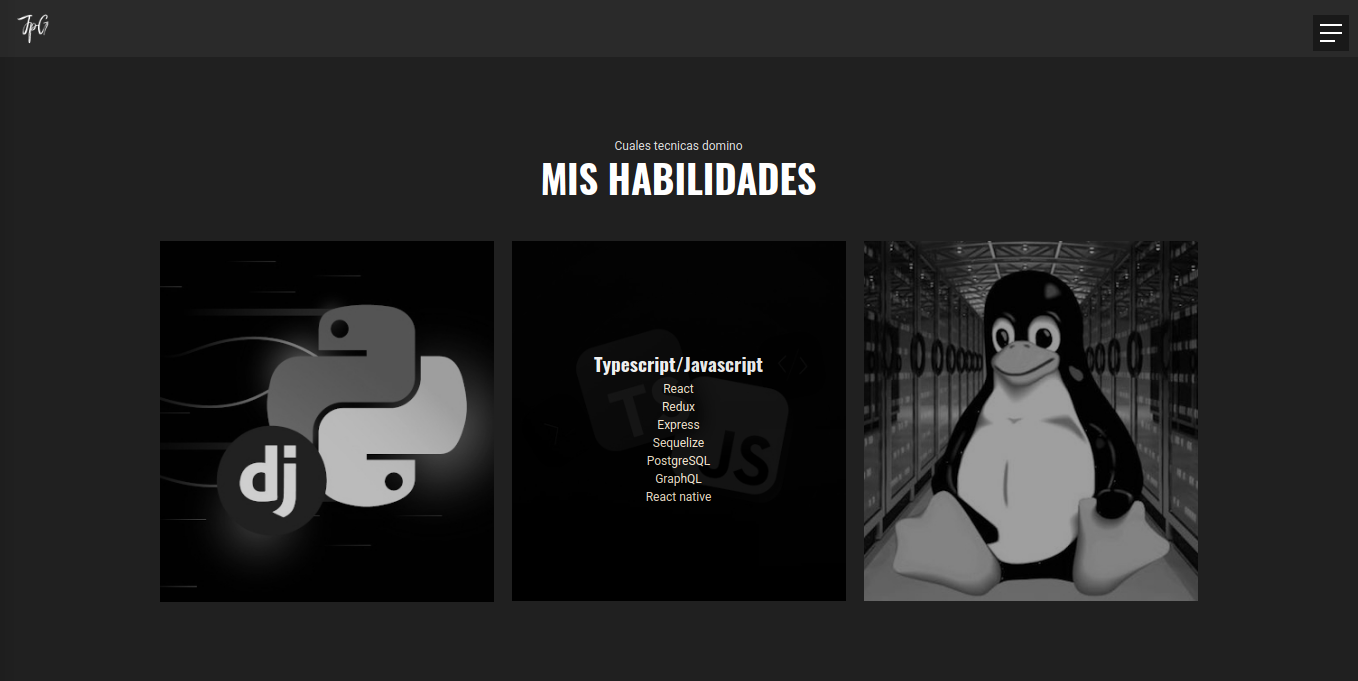 JpG
Cuales tecnicas domino
MIS HABILIDADES
dj
Typescript/Javascript
React
Redux
Express
Sequelize
PostgreSQL
GraphQL
React native
TS
JS